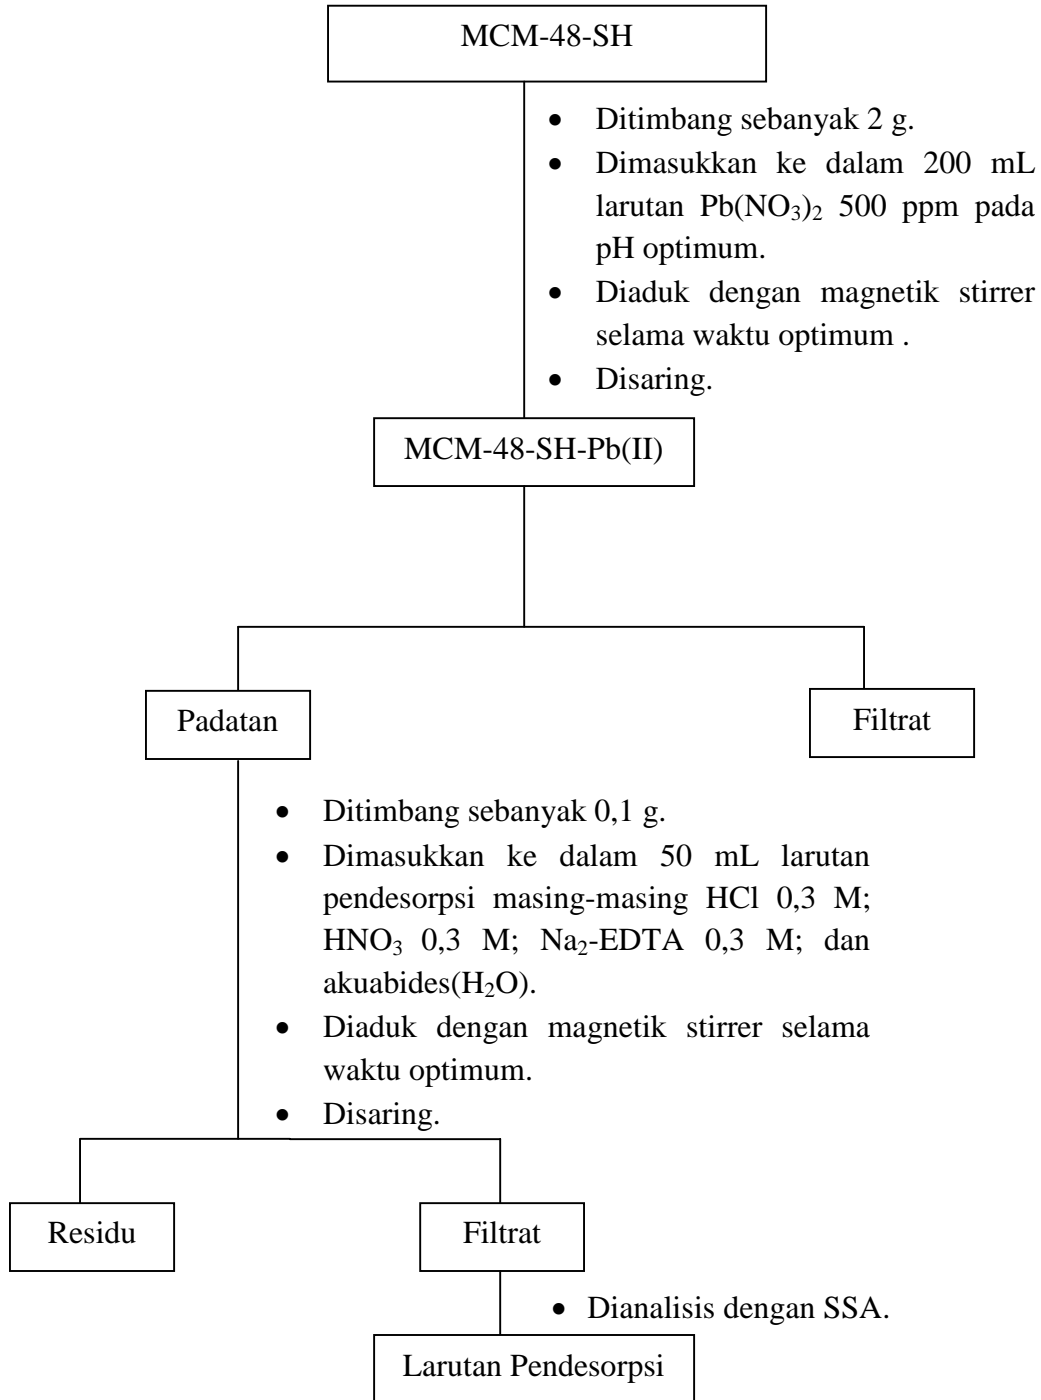 MCM-48-SH
• Ditimbang sebanyak 2 g.
• Dimasukkan ke dalam 200 mL
larutan Pb(NO₃)₂ 500 ppm pada
pH optimum.
• Diaduk dengan magnetik stirrer
selama waktu optimum .
• Disaring.
MCM-48-SH-Pb(II)
Padatan
Filtrat
• Ditimbang sebanyak 0,1 g.
• Dimasukkan ke dalam 50 mL larutan
pendesorpsi masing-masing HCl 0,3 M;
HNO₃ 0,3 M; Na₂-EDTA 0,3 M; dan
akuabides(H₂O).
• Diaduk dengan magnetik stirrer selama
waktu optimum.
• Disaring.
Residu
Filtrat
• Dianalisis dengan SSA.
Larutan Pendesorpsi